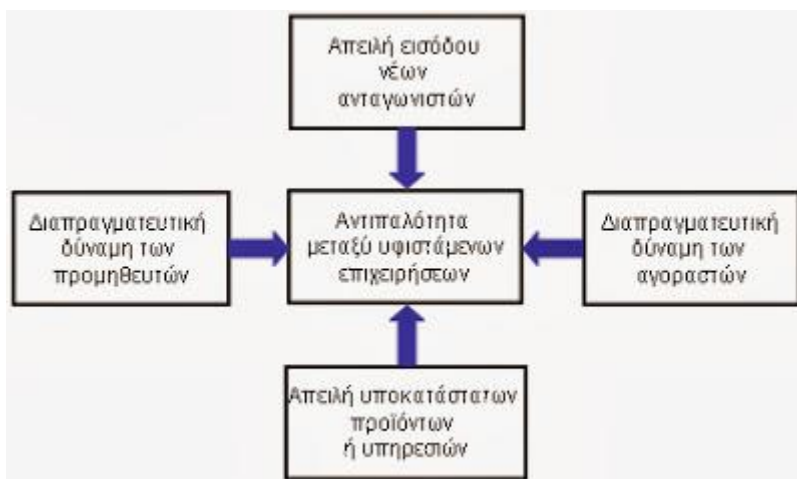 Απειλή εισόδου
νέων
ανταγωνιστών
Διαπραγματευτική
δύναμη των
προμηθευτών
Αντιπαλότητα
μεταξύ υφιστάμενων
επιχειρήσεων
Διαπραγματευτική
δύναμη των
αγοραστών
Απειλή υποκατάστατων
προϊόντων
ή υπηρεσιών